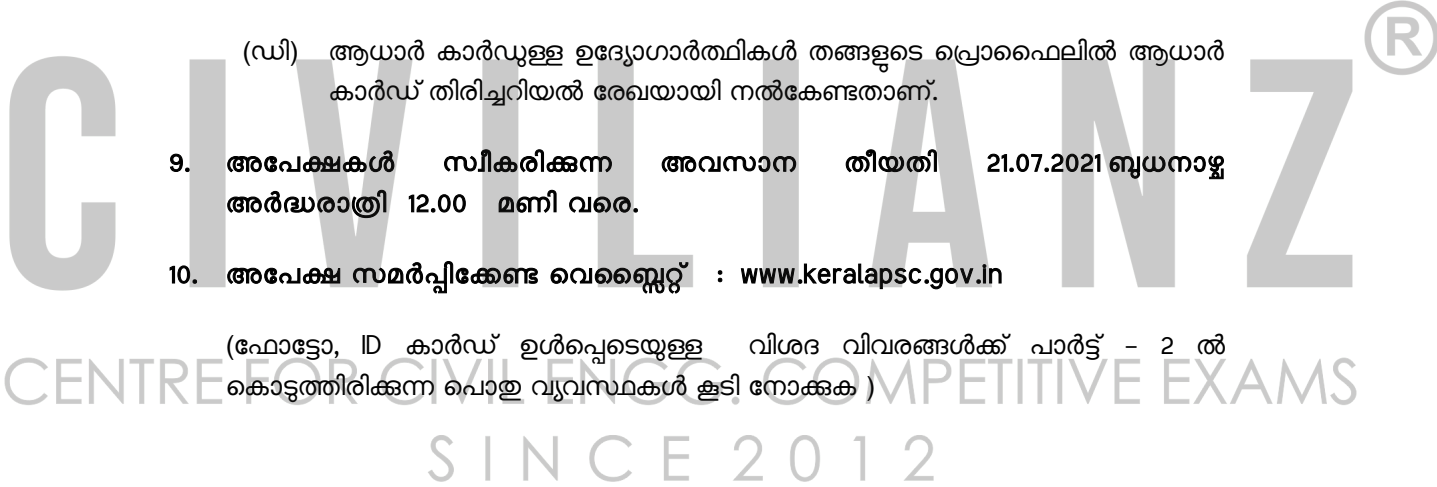 (ഡി) ആധാർ കാർഡുള്ള ഉദ്യോഗാർത്ഥികൾ തങ്ങളുടെ പ്രൊഫൈലിൽ ആധാർ
കാർഡ് തിരിച്ചറിയൽ രേഖയായി നൽകേണ്ടതാണ്.
CIVILIANZ®
9. അപേക്ഷകൾ സ്വീകരിക്കുന്ന അവസാന തീയതി 21.07.2021 ബുധനാഴ്ച
അർദ്ധരാത്രി 12.00 മണി വരെ.
10. അപേക്ഷ സമർപ്പിക്കേണ്ട വെബ്ബൈസറ്റ് : www.keralapsc.gov.in
(ഫോട്ടോ, ID കാർഡ് ഉൾപ്പെടെയുള്ള വിശദ വിവരങ്ങൾക്ക് പാർട്ട് – 2 ൽ
CENTRE FOR CIVIL ENGG. COMPETITIVE EXAMS
കൊടുത്തിരിക്കുന്ന പൊതു വ്യവസ്ഥകൾ കൂടി നോക്കുക )
SINCE 2012